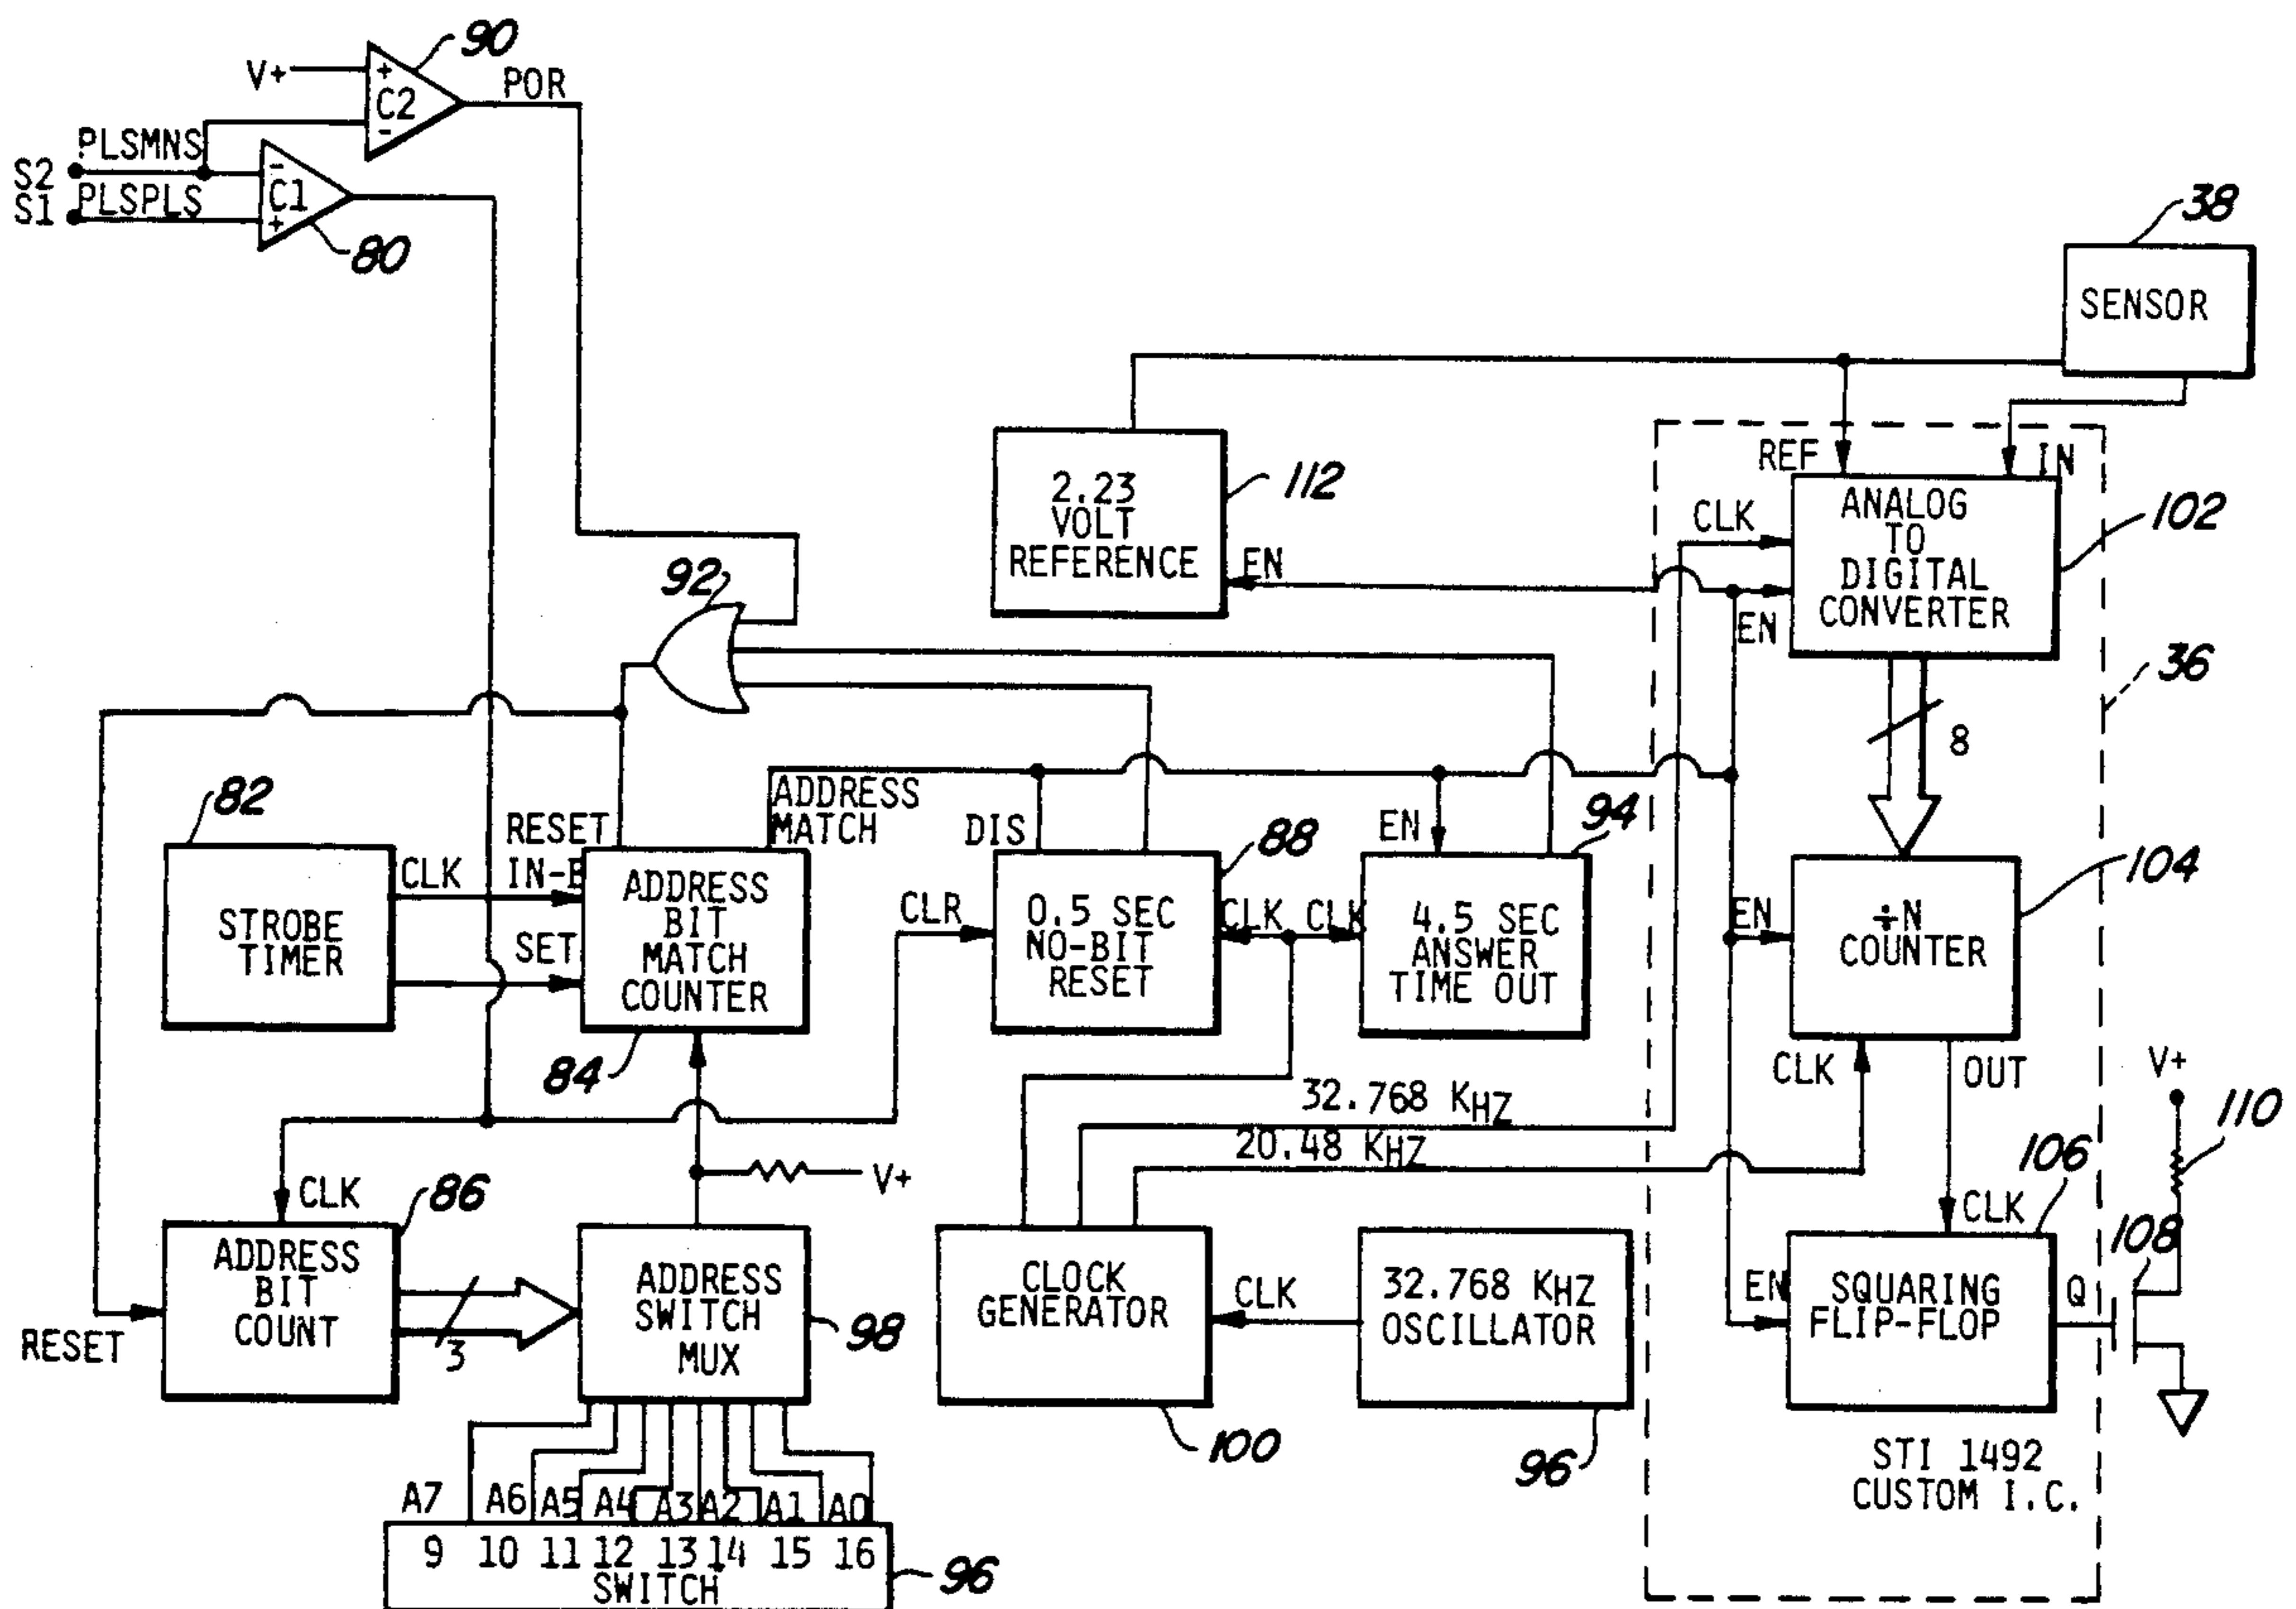 90
V+
+
C2
-
POR
PLSMNS
S2
-
C1
+
S1
PLSPLS
80
38
SENSOR
2.23
VOLT
REFERENCE
112
EN
REF
IN
CLK
ANALOG
TO
DIGITAL
CONVERTER
102
EN
92
36
8
82
STROBE
TIMER
CLK
SET
RESET
IN-B
ADDRESS
MATCH
ADDRESS
BIT
MATCH
COUNTER
84
DIS
88
CLR
0.5 SEC
NO-BIT
RESET
CLK
CLK
EN
94
4.5 SEC
ANSWER
TIME OUT
104
EN
÷N
COUNTER
CLK
OUT
V+
110
32.768 KHZ
20.48 KHZ
V+
CLK
86
ADDRESS
BIT
COUNT
RESET
3
ADDRESS
SWITCH
MUX
98
CLOCK
GENERATOR
100
CLK
32.768 KHZ
OSCILLATOR
96
CLK
106
EN
SQUARING
FLIP-FLOP
Q
108
STI 1492
CUSTOM I.C.
A7 A6 A5 A4 A3 A2 A1 A0
9 10 11 12 13 14 15 16
SWITCH
96